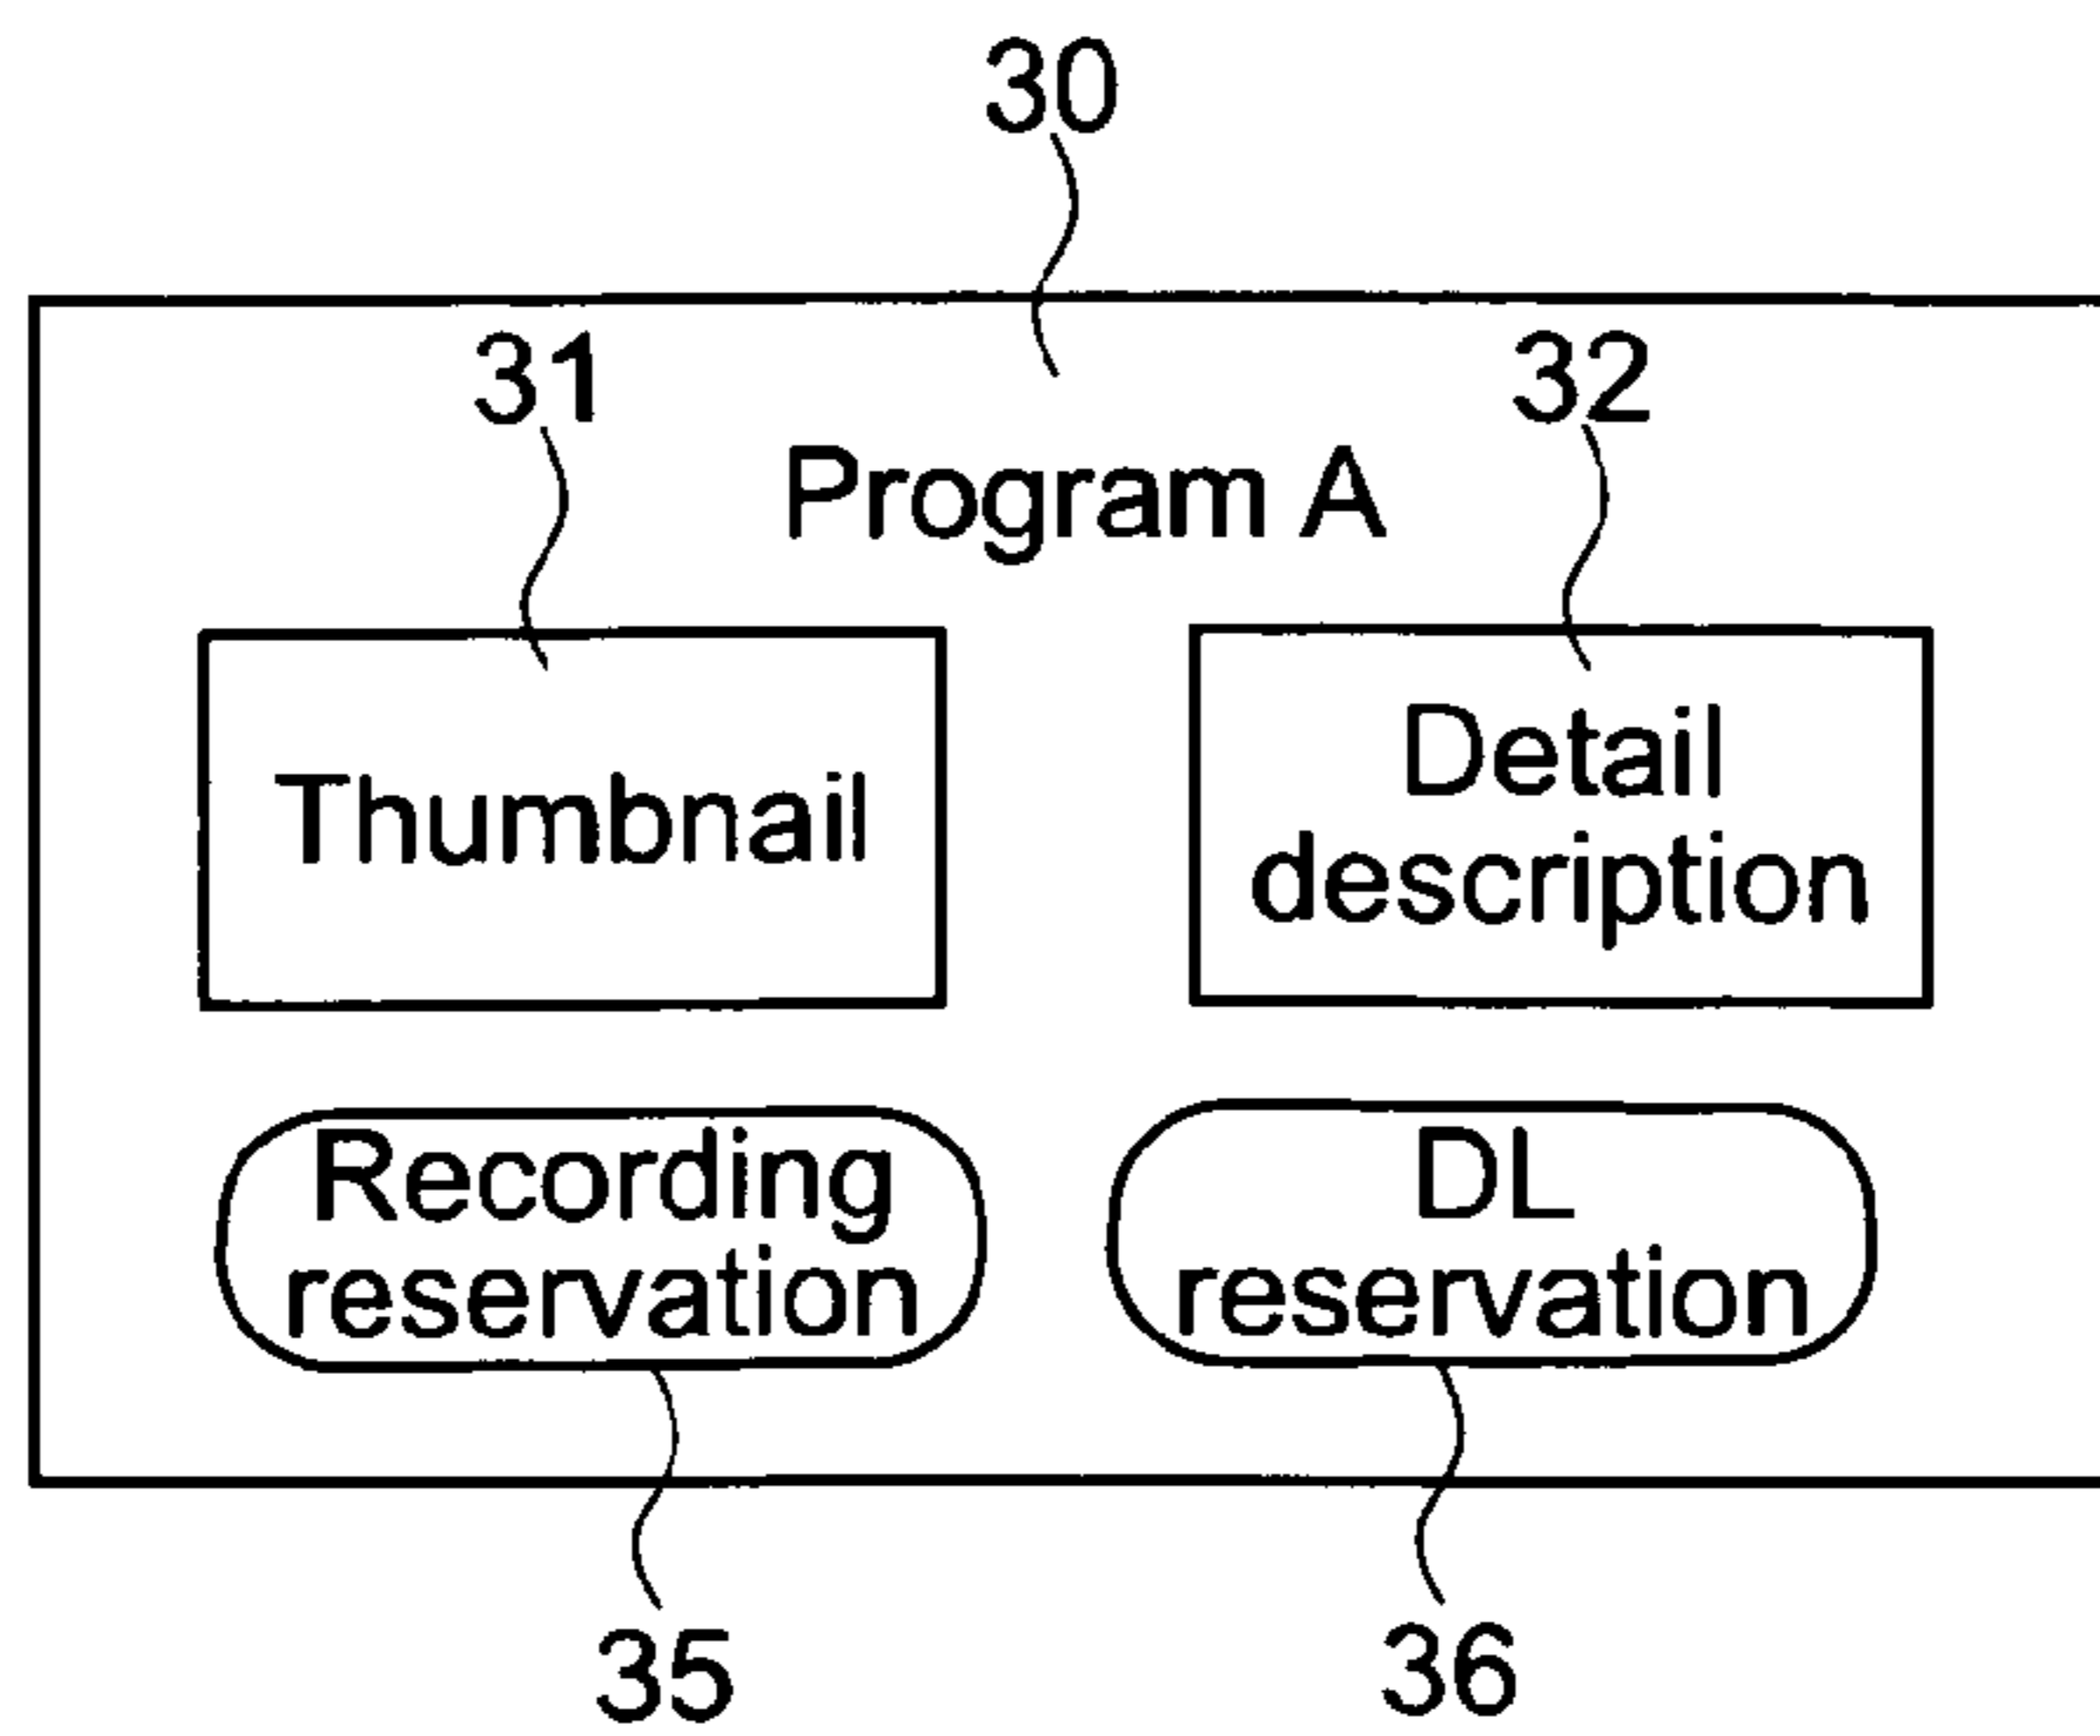 30
31
32
Program A
Thumbnail
Detail
description
Recording
reservation
DL
reservation
35
36